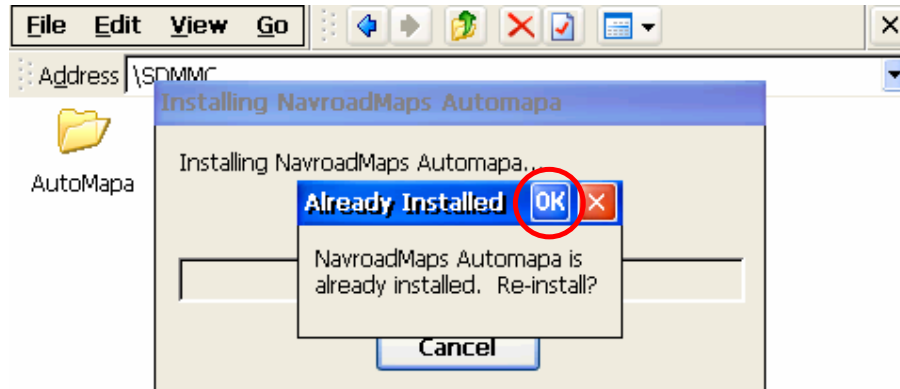 File Edit View Go
Address \SDMMC
AutoMapa
Installing NavroadMaps Automapa
Installing NavroadMaps Automapa...
Already Installed OK
NavroadMaps Automapa is
already installed. Re-install?
Cancel